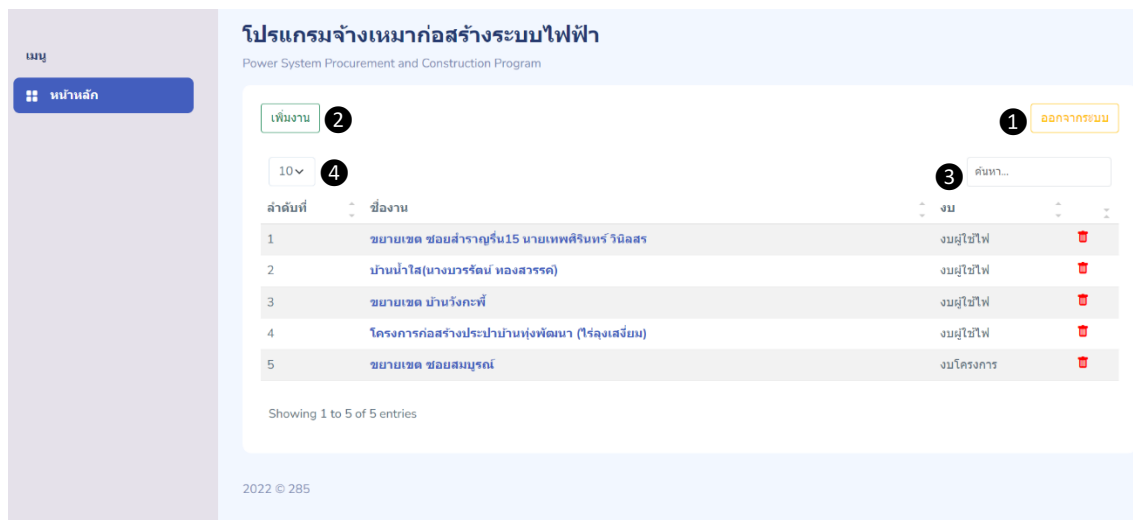 โปรแกรมจ้างเหมาก่อสร้างระบบไฟฟ้า
Power System Procurement and Construction Program
เมนู
หน้าหลัก
เพิ่มงาน 2
1 ออกจากระบบ
10 4
3 ค้นหา...
ลำดับที่ ชื่องาน งบ
1 ขยายเขต ซอยสำราญรื่น15 นายเทพศิรินทร์ วินิลสร งบผู้ใช้ไฟ
2 บ้านน้ำใส(นางบวรรัตน์ ทองสวรรค์) งบผู้ใช้ไฟ
3 ขยายเขต บ้านวังกะพี้ งบผู้ใช้ไฟ
4 โครงการก่อสร้างประปาบ้านทุ่งพัฒนา (ไร่ลุงเสงี่ยม) งบผู้ใช้ไฟ
5 ขยายเขต ซอยสมบูรณ์ งบโครงการ
Showing 1 to 5 of 5 entries
2022 © 285